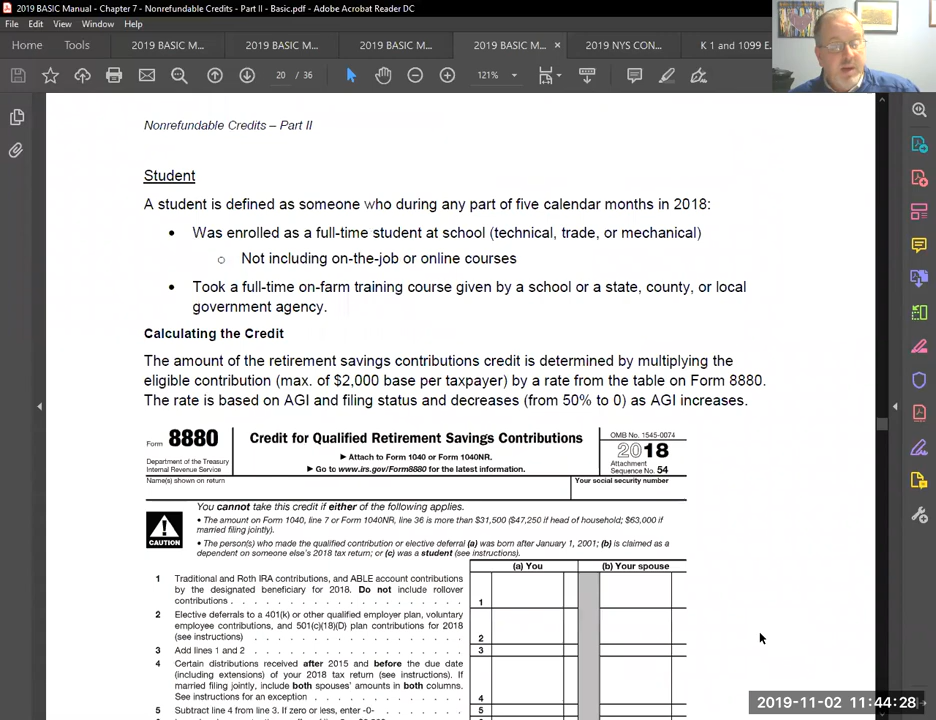 2019 BASIC Manual - Chapter 7 - Nonrefundable Credits - Part II - Basic.pdf - Adobe Acrobat Reader DC
File Edit View Window Help
Home Tools 2019 BASIC M... 2019 BASIC M... 2019 BASIC M... 2019 BASIC M... × 2019 NYS CON... K 1 and 1099 E.
20 / 36 121%
Nonrefundable Credits – Part II
Student
A student is defined as someone who during any part of five calendar months in 2018:
• Was enrolled as a full-time student at school (technical, trade, or mechanical)
○ Not including on-the-job or online courses
• Took a full-time on-farm training course given by a school or a state, county, or local
government agency.
Calculating the Credit
The amount of the retirement savings contributions credit is determined by multiplying the
eligible contribution (max. of $2,000 base per taxpayer) by a rate from the table on Form 8880.
The rate is based on AGI and filing status and decreases (from 50% to 0) as AGI increases.
Form 8880
Department of the Treasury
Internal Revenue Service
Credit for Qualified Retirement Savings Contributions
▶ Attach to Form 1040 or Form 1040NR.
▶ Go to www.irs.gov/Form8880 for the latest information.
OMB No. 1545-0074
2018
Attachment
Sequence No. 54
Name(s) shown on return
Your social security number
You cannot take this credit if either of the following applies.
CAUTION
• The amount on Form 1040, line 7 or Form 1040NR, line 36 is more than $31,500 ($47,250 if head of household; $63,000 if
married filing jointly).
• The person(s) who made the qualified contribution or elective deferral (a) was born after January 1, 2001; (b) is claimed as a
dependent on someone else's 2018 tax return; or (c) was a student (see instructions).
(a) You (b) Your spouse
1 Traditional and Roth IRA contributions, and ABLE account contributions
by the designated beneficiary for 2018. Do not include rollover
contributions . . . . . . . . . . . . . . . . . . . . 1
2 Elective deferrals to a 401(k) or other qualified employer plan, voluntary
employee contributions, and 501(c)(18)(D) plan contributions for 2018
(see instructions) . . . . . . . . . . . . . . . . . . 2
3 Add lines 1 and 2 . . . . . . . . . . . . . . . . . . 3
4 Certain distributions received after 2015 and before the due date
(including extensions) of your 2018 tax return (see instructions). If
married filing jointly, include both spouses' amounts in both columns.
See instructions for an exception . . . . . . . . . . . . 4
5 Subtract line 4 from line 3. If zero or less, enter -0- . . . . . . 5
2019-11-02 11:44:28